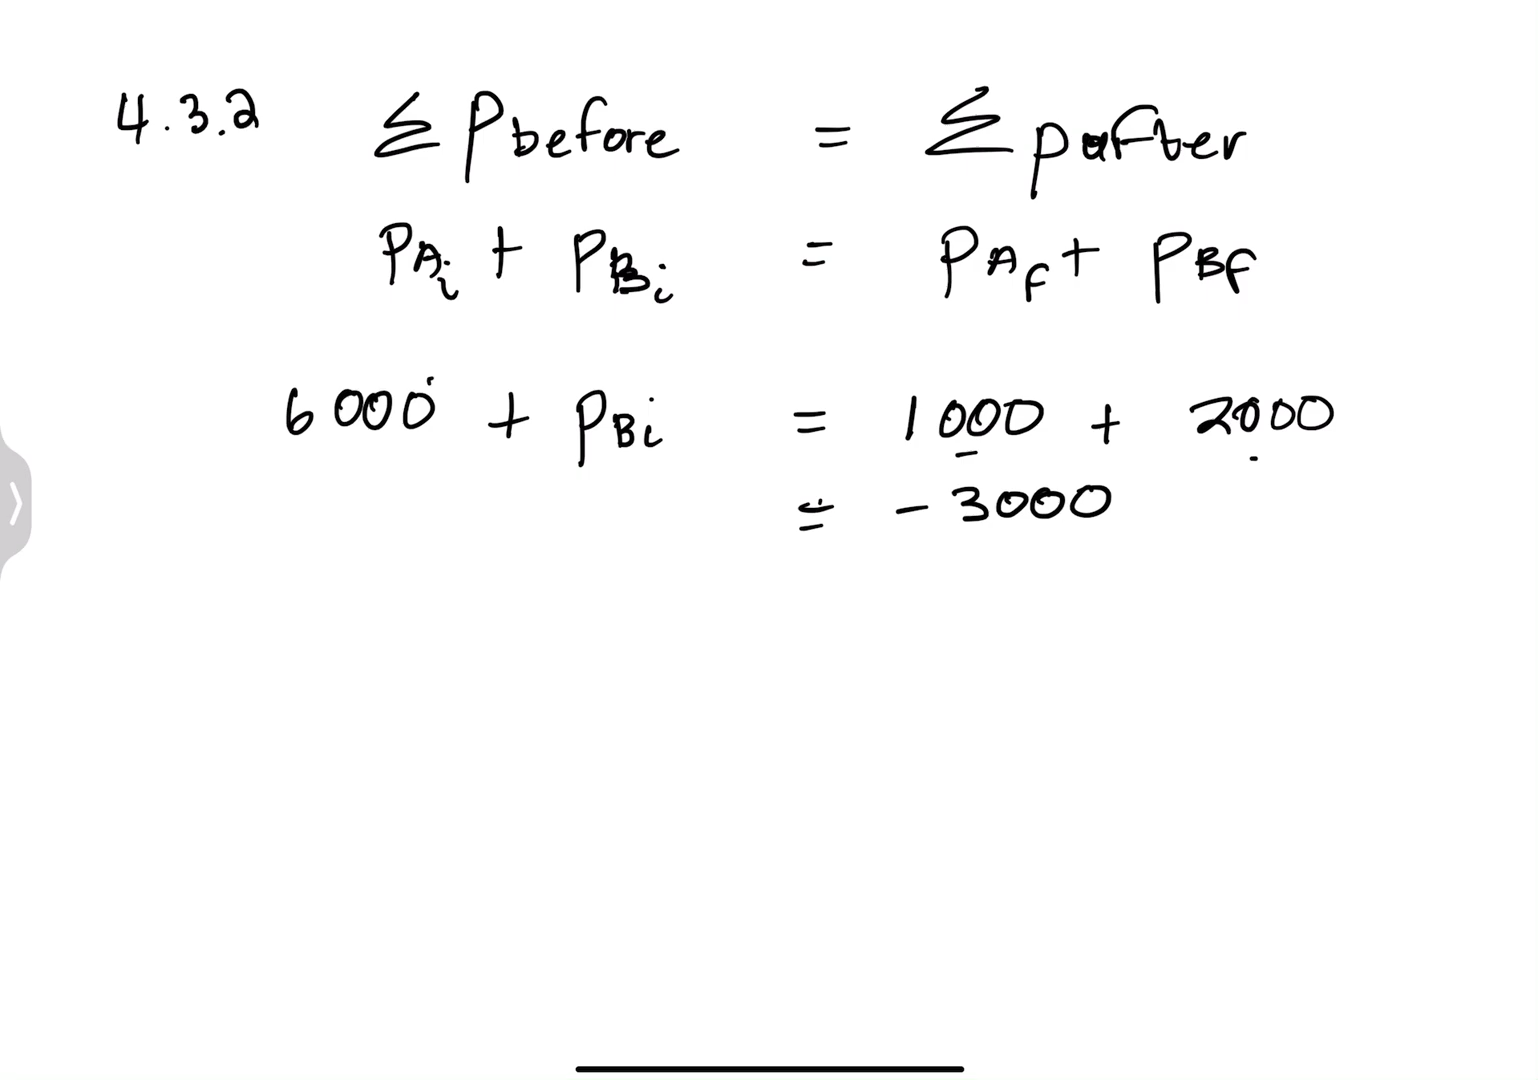 4.3.2 Σ Pbefore = Σ Pafter
PAi + PBi = PAf + PBf
6000 + PBi = 1000 + 2000
= - 3000